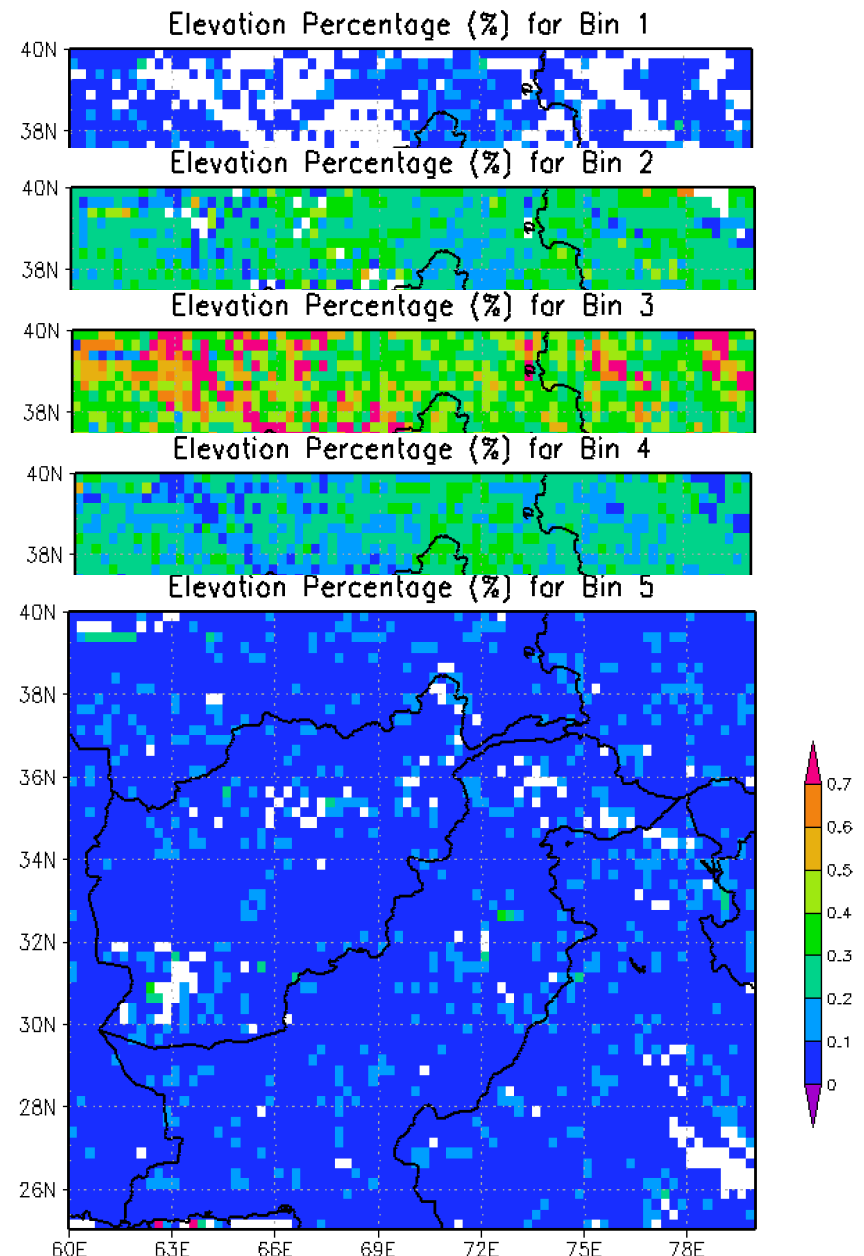 Elevation Percentage (%) for Bin 1
40N
38N
Elevation Percentage (%) for Bin 2
40N
38N
Elevation Percentage (%) for Bin 3
40N
38N
Elevation Percentage (%) for Bin 4
40N
38N
Elevation Percentage (%) for Bin 5
40N
38N
36N
34N
32N
30N
28N
26N
60E 63E 66E 69E 72E 75E 78E
0.7
0.6
0.5
0.4
0.3
0.2
0.1
0